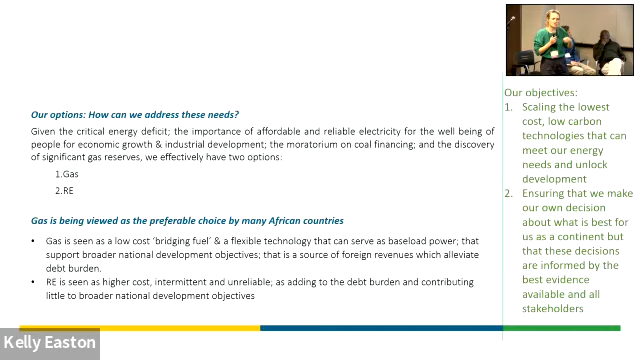 Our options: How can we address these needs?
Given the critical energy deficit; the importance of affordable and reliable electricity for the well being of
people for economic growth & industrial development; the moratorium on coal financing; and the discovery
of significant gas reserves, we effectively have two options:
1.Gas
2.RE
Gas is being viewed as the preferable choice by many African countries
• Gas is seen as a low cost 'bridging fuel' & a flexible technology that can serve as baseload power; that
support broader national development objectives; that is a source of foreign revenues which alleviate
debt burden.
• RE is seen as higher cost, intermittent and unreliable; as adding to the debt burden and contributing
little to broader national development objectives
Our objectives:
1. Scaling the lowest
cost, low carbon
technologies that can
meet our energy
needs and unlock
development
2. Ensuring that we make
our own decision
about what is best for
us as a continent but
that these decisions
are informed by the
best evidence
available and all
stakeholders
Kelly Easton